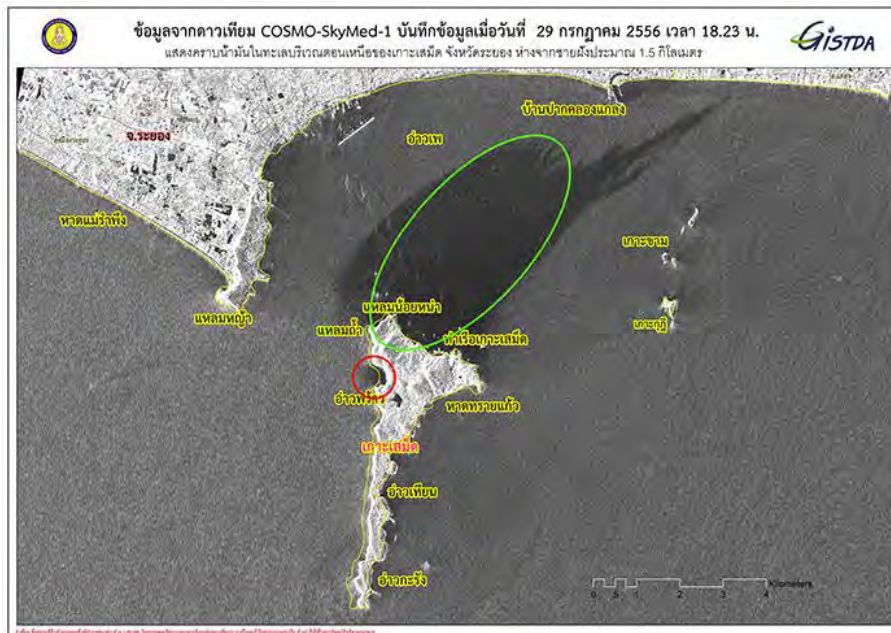 ข้อมูลจากดาวเทียม COSMO-SkyMed-1 บันทึกข้อมูลเมื่อวันที่ 29 กรกฎาคม 2556 เวลา 18.23 น.
แสดงคราบน้ำมันในทะเลบริเวณตอนเหนือของเกาะเสม็ด จังหวัดระยอง ห่างจากชายฝั่งประมาณ 1.5 กิโลเมตร
GISTDA
บ้านปากคลองแกลง
จ.ระยอง
อ่าวเพ
หาดแม่รำพึง
เกาะขาม
แหลมน้อยหน่า
แหลมหญ้า
แหลมถ้ำ
เกาะกุฎี
ท่าเรือเกาะเสม็ด
อ่าวพร้าว
หาดทรายแก้ว
เกาะเสม็ด
อ่าวเทียน
อ่าวกะรัง
Kilometers
0 .5 1 2 3 4